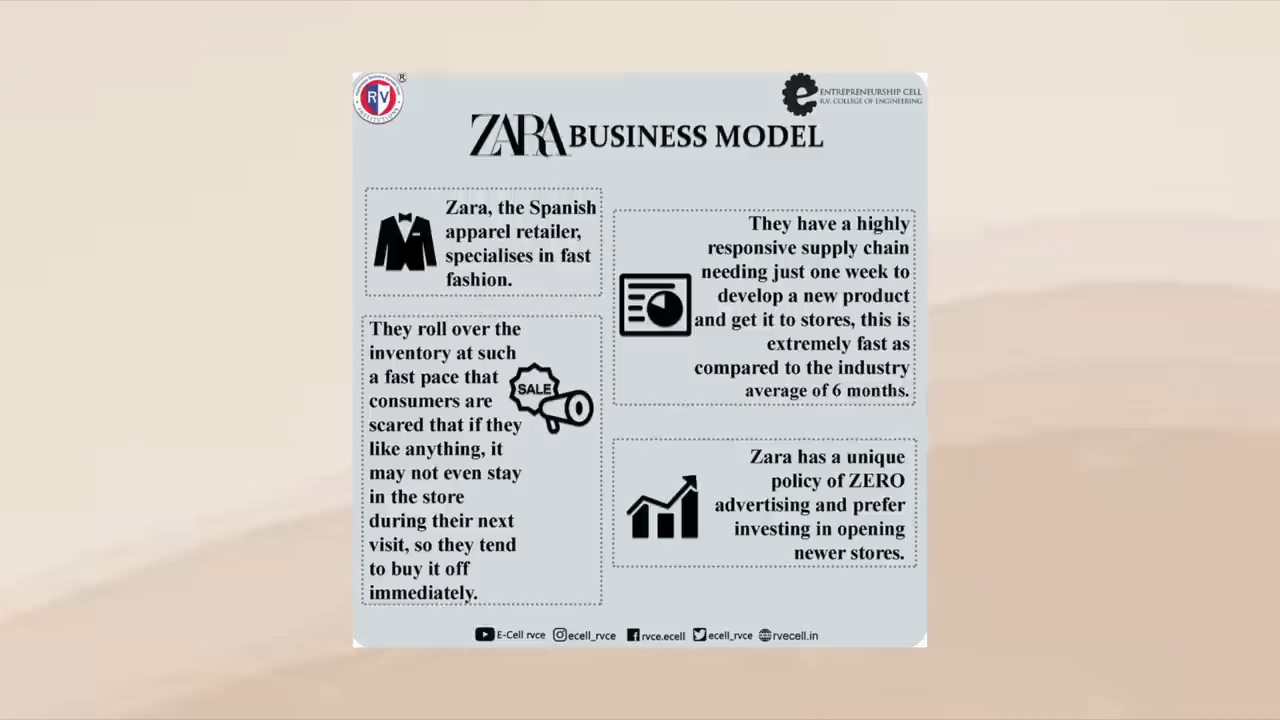 RV
INSTITUTIONS
®
e
ENTREPRENEURSHIP CELL
R.V. COLLEGE OF ENGINEERING
ZARA BUSINESS MODEL
Zara, the Spanish
apparel retailer,
specialises in fast
fashion.
They roll over the
inventory at such
a fast pace that
consumers are
scared that if they
like anything, it
may not even stay
in the store
during their next
visit, so they tend
to buy it off
immediately.
SALE
They have a highly
responsive supply chain
needing just one week to
develop a new product
and get it to stores, this is
extremely fast as
compared to the industry
average of 6 months.
Zara has a unique
policy of ZERO
advertising and prefer
investing in opening
newer stores.
E-Cell rvce ecell_rvce rvce.ecell ecell_rvce rvecell.in